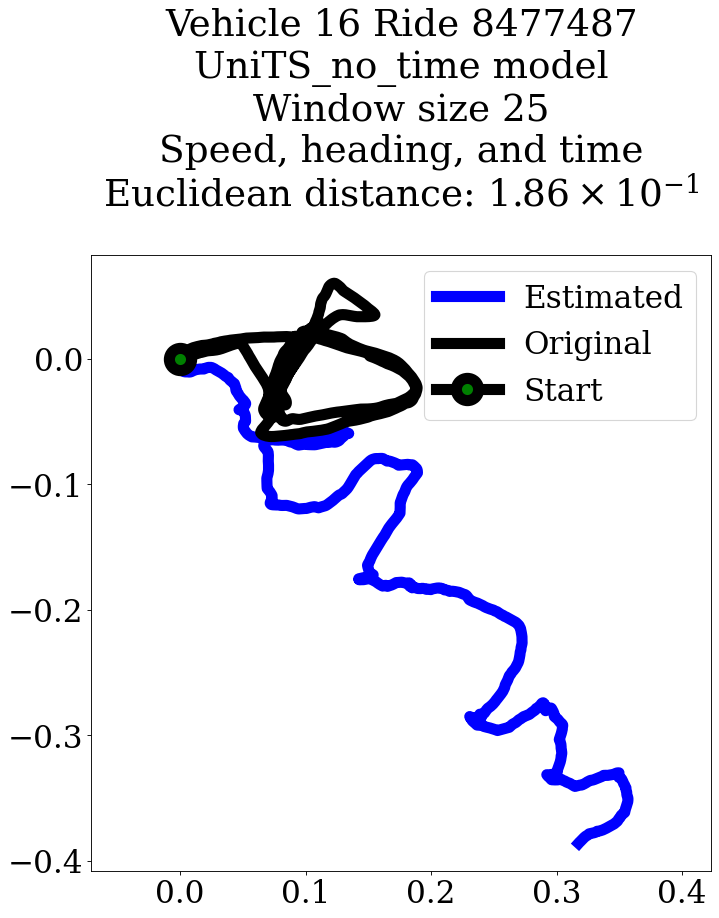 Vehicle 16 Ride 8477487
UniTS_no_time model
Window size 25
Speed, heading, and time
Euclidean distance: 1.86 × 10⁻¹
Estimated
Original
Start
0.0
−0.1
−0.2
−0.3
−0.4
0.0 0.1 0.2 0.3 0.4